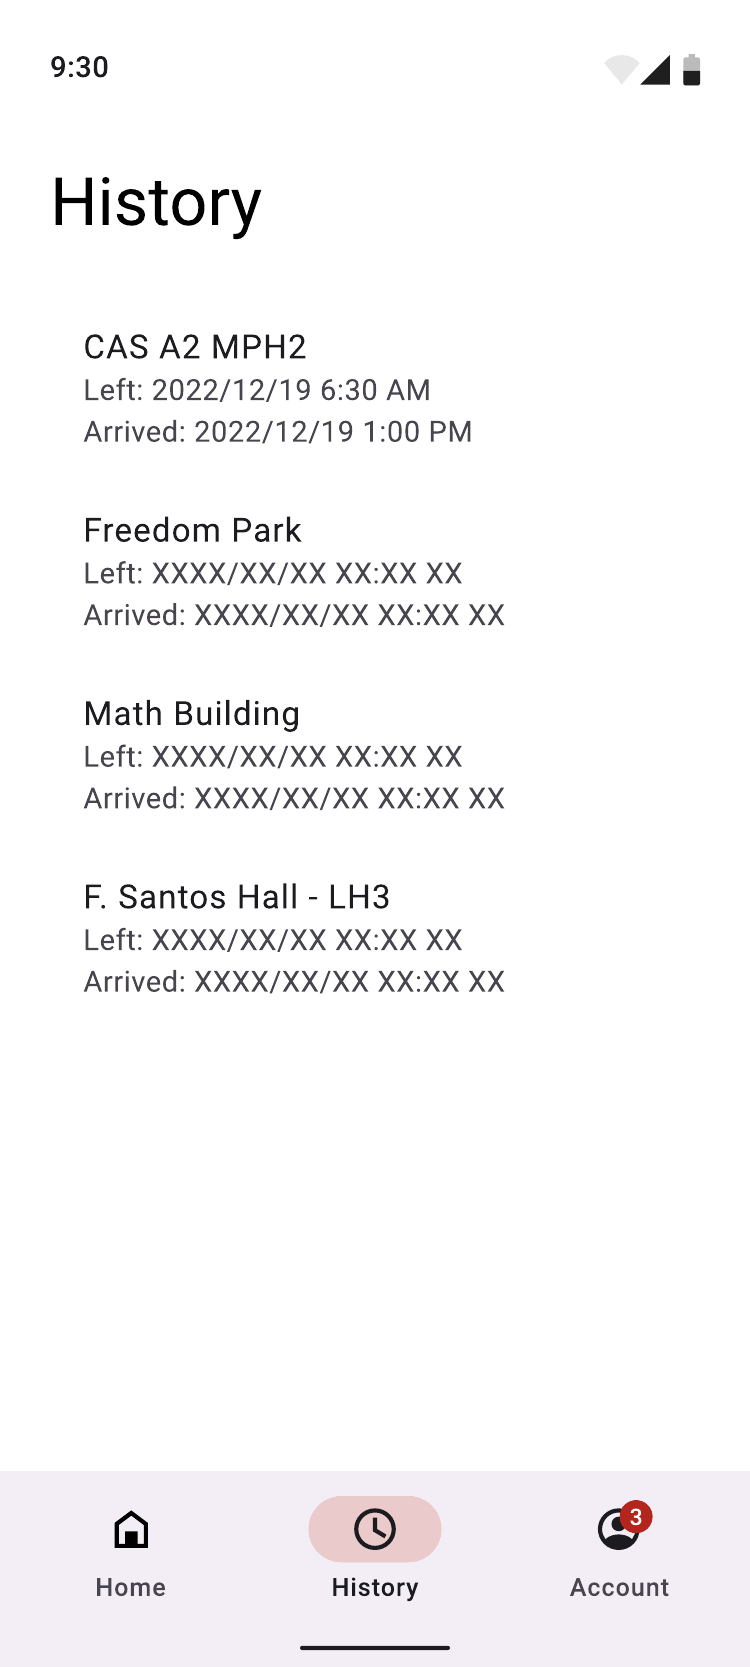 9:30
History
CAS A2 MPH2
Left: 2022/12/19 6:30 AM
Arrived: 2022/12/19 1:00 PM
Freedom Park
Left: XXXX/XX/XX XX:XX XX
Arrived: XXXX/XX/XX XX:XX XX
Math Building
Left: XXXX/XX/XX XX:XX XX
Arrived: XXXX/XX/XX XX:XX XX
F. Santos Hall - LH3
Left: XXXX/XX/XX XX:XX XX
Arrived: XXXX/XX/XX XX:XX XX
3
Home
History
Account